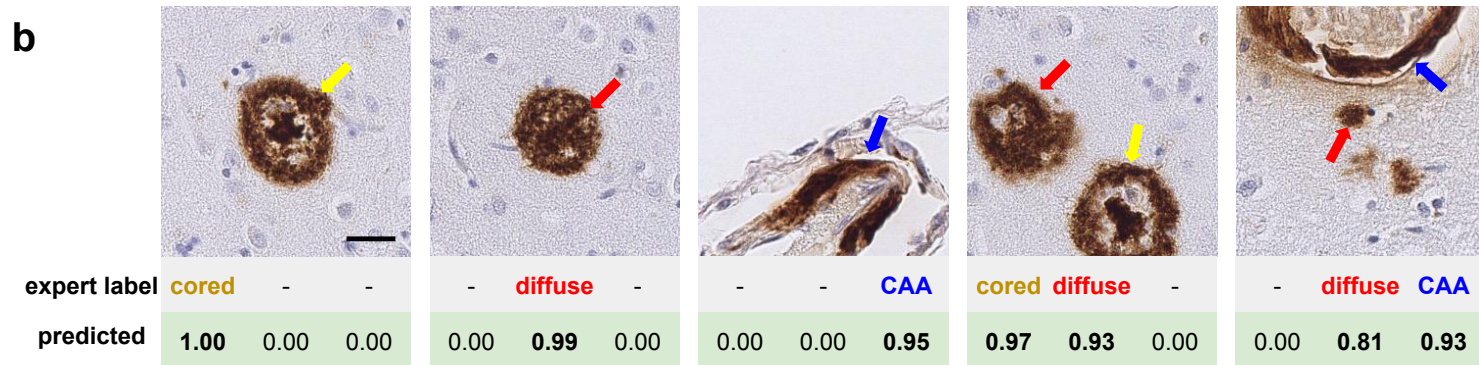 b
expert label cored - - - diffuse - - - CAA cored diffuse - - diffuse CAA
predicted 1.00 0.00 0.00 0.00 0.99 0.00 0.00 0.00 0.95 0.97 0.93 0.00 0.00 0.81 0.93